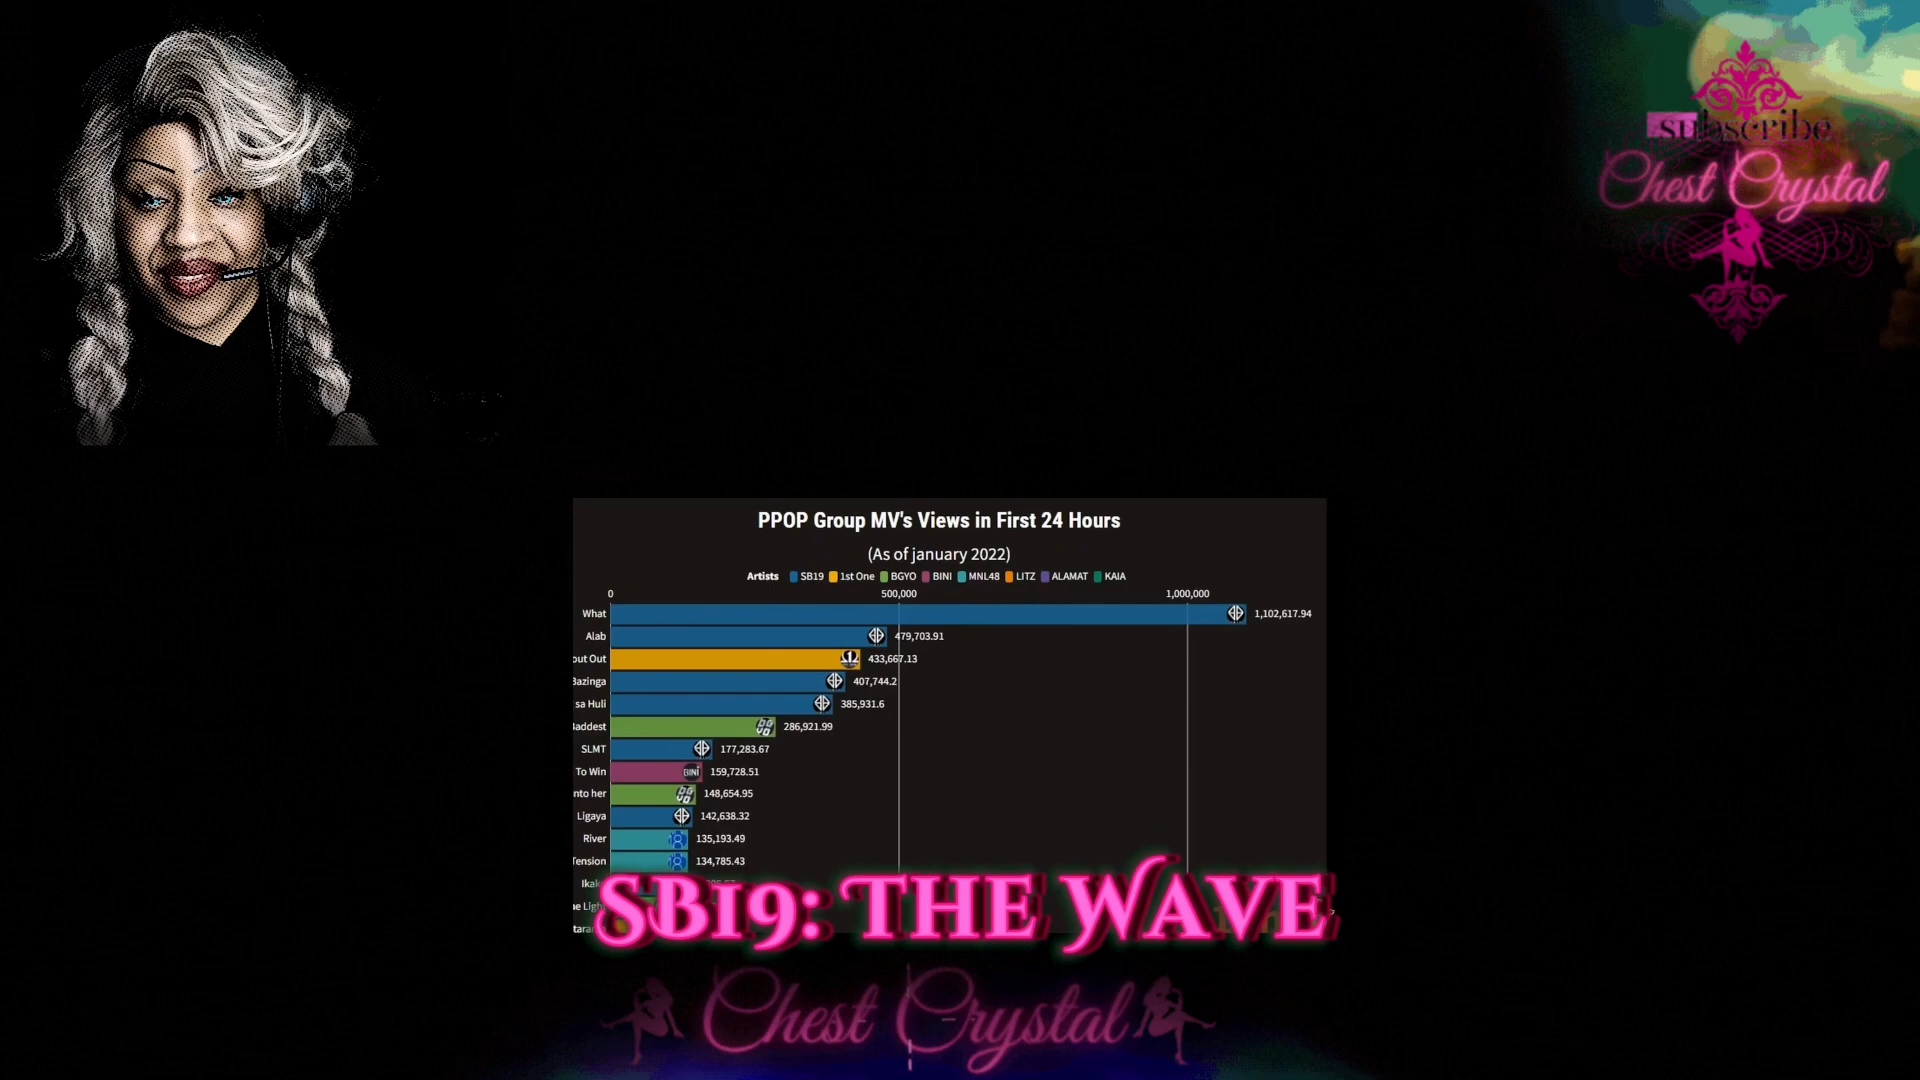 subscribe
Chest Crystal
PPOP Group MV's Views in First 24 Hours
(As of january 2022)
Artists SB19 1st One BGYO BINI MNL48 LITZ ALAMAT KAIA
0 500,000 1,000,000
What 1,102,617.94
Alab 479,703.91
out Out 433,667.13
Bazinga 407,744.2
sa Huli 385,931.6
Baddest 286,921.99
SLMT 177,283.67
To Win BINI 159,728.51
nto her 148,654.95
Ligaya 142,638.32
River 135,193.49
Tension 134,785.43
SB19: THE WAVE
Chest Crystal